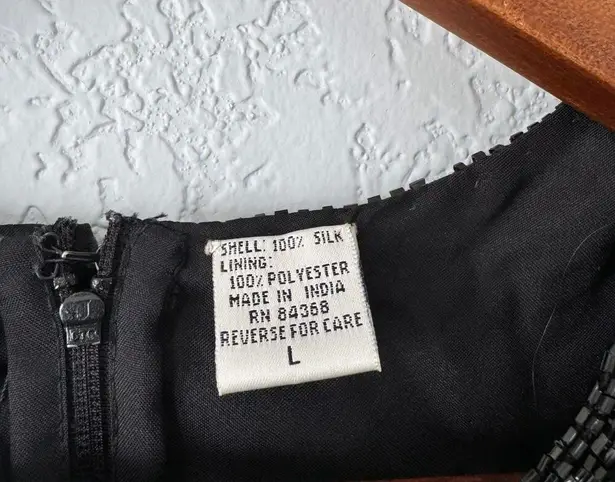 SHELL: 100% SILK
LINING:
100% POLYESTER
MADE IN INDIA
RN 84368
REVERSE FOR CARE
L